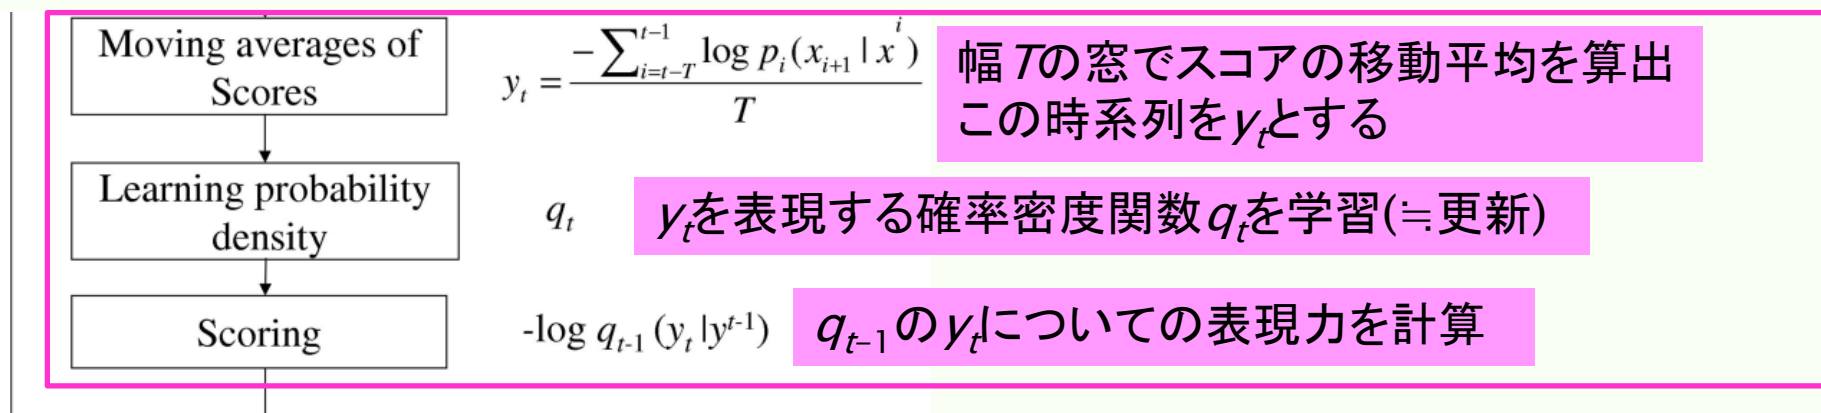 Moving averages of
Scores
y_t = \frac{-\sum_{i=t-T}^{t-1} \log p_i(x_{i+1} | x^i)}{T}
幅Tの窓でスコアの移動平均を算出
この時系列をy_tとする
Learning probability
density
q_t
y_tを表現する確率密度関数q_tを学習(≒更新)
Scoring
-log q_{t-1} (y_t |y^{t-1})
q_{t-1}のy_tについての表現力を計算